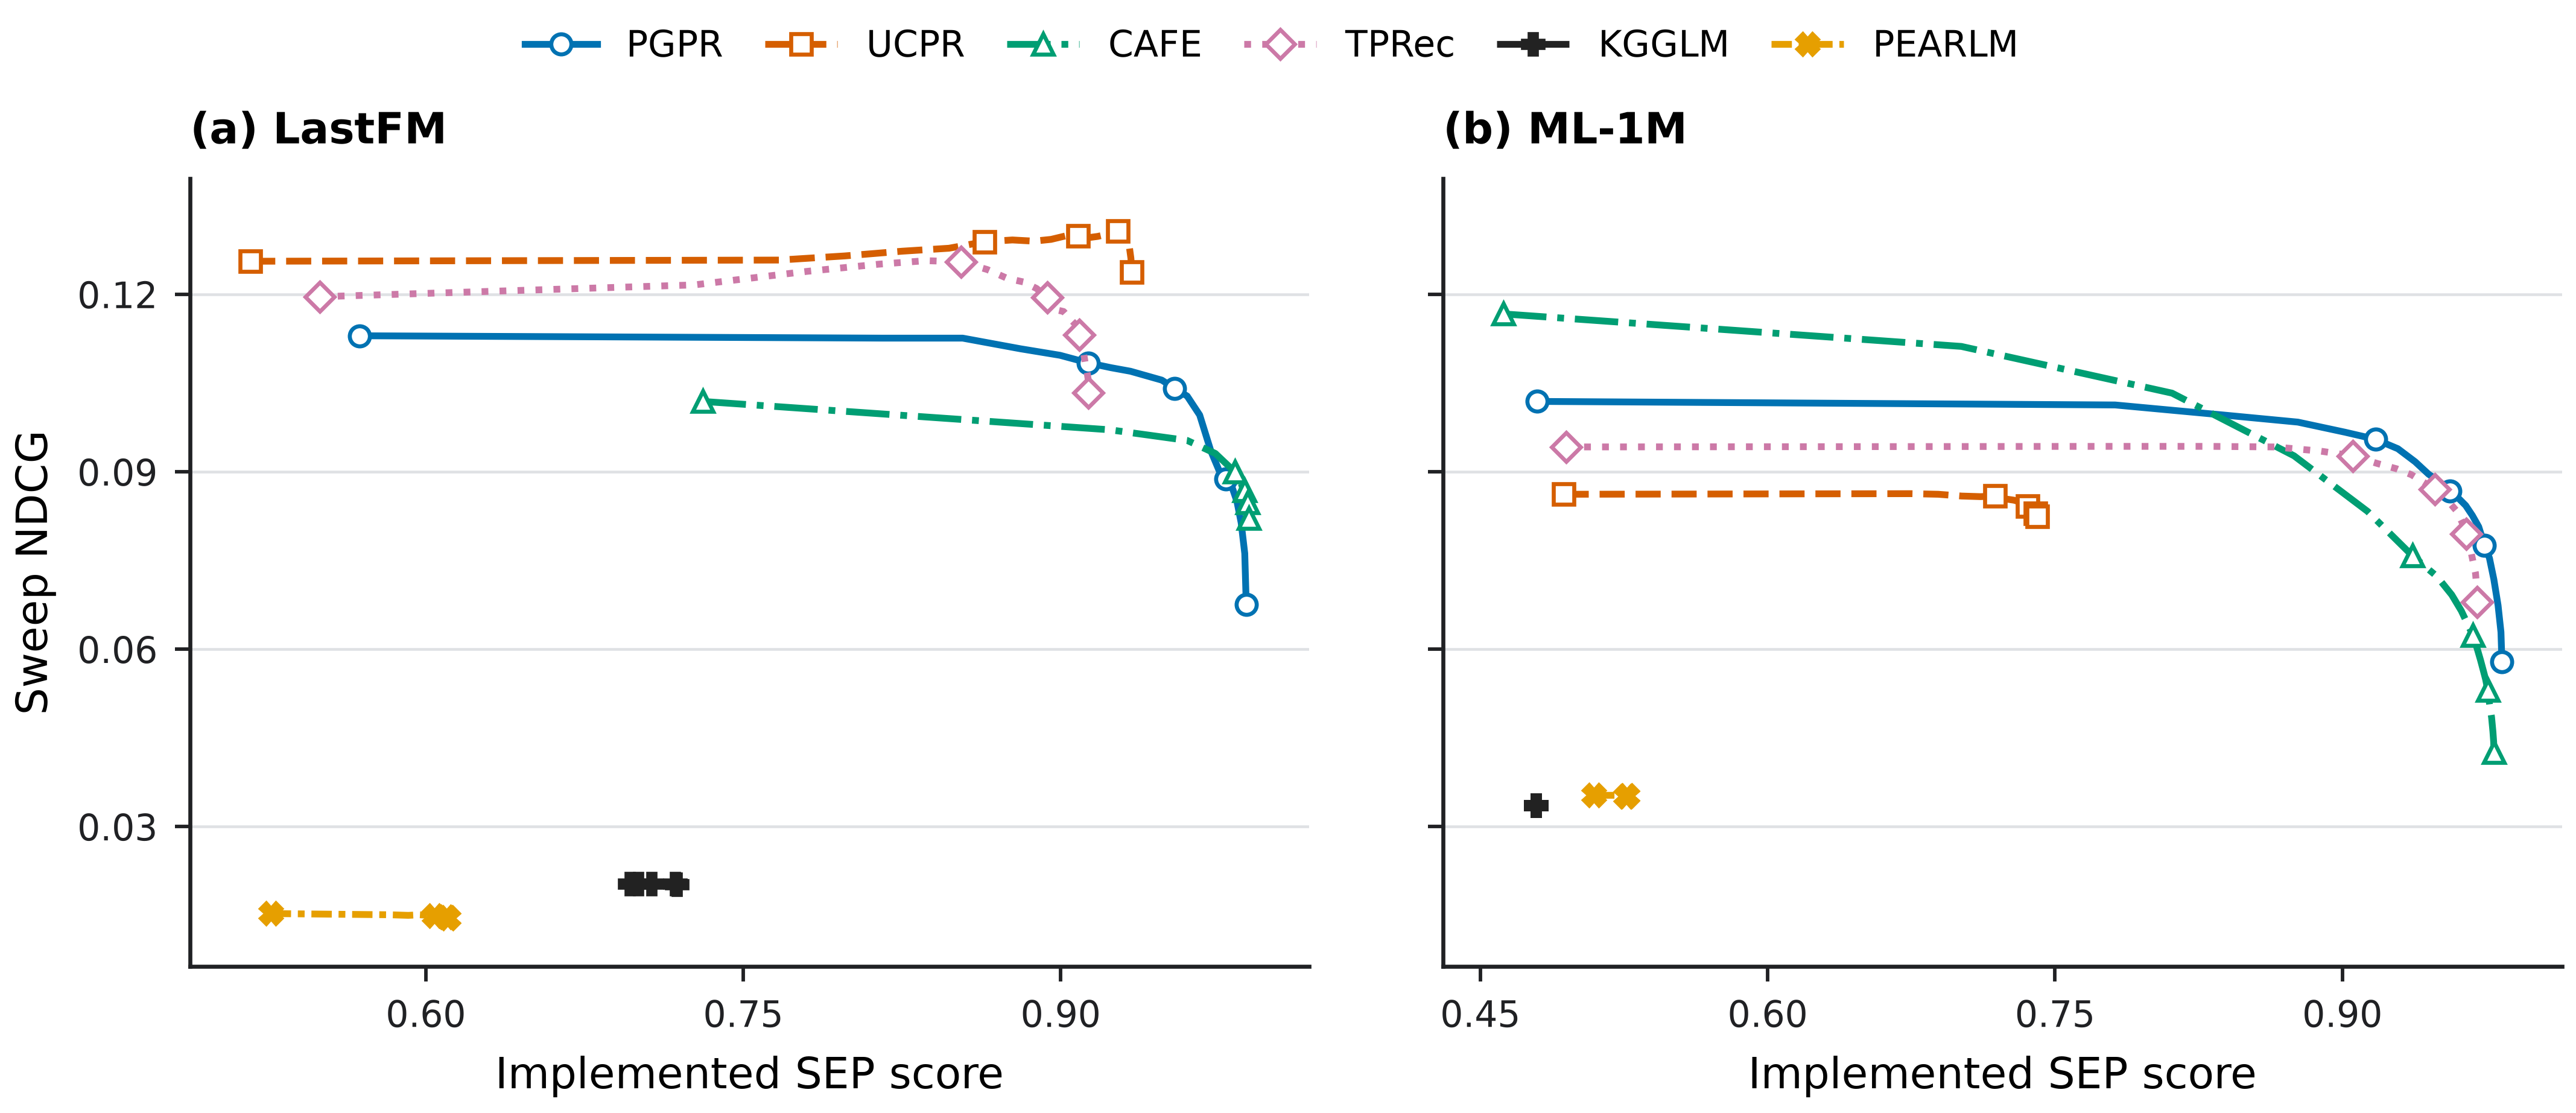 PGPR UCPR CAFE TPRec KGGLM PEARLM
(a) LastFM
(b) ML-1M
Sweep NDCG
0.12
0.09
0.06
0.03
0.60 0.75 0.90
0.45 0.60 0.75 0.90
Implemented SEP score
Implemented SEP score